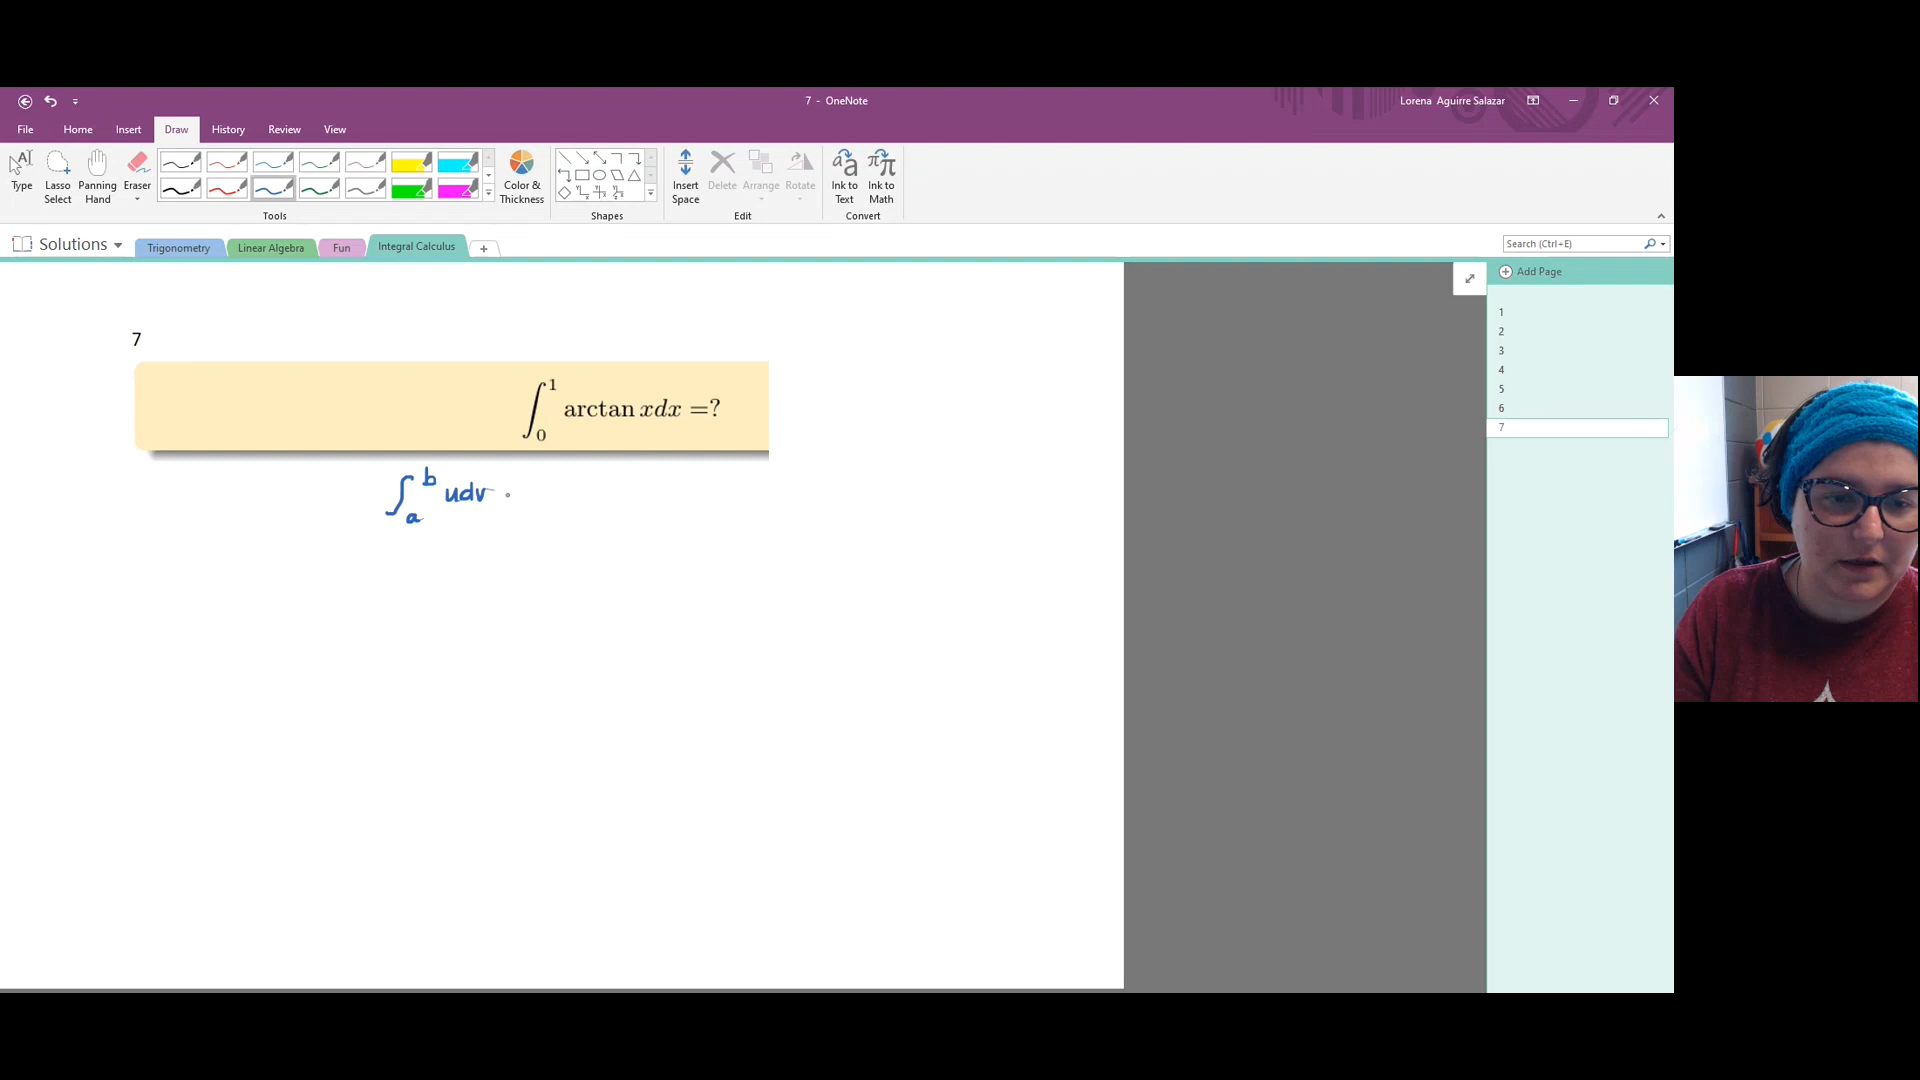 7 - OneNote
Lorena Aguirre Salazar
File Home Insert Draw History Review View
Type
Lasso Select
Panning Hand
Eraser
Color & Thickness
Insert Space
Delete
Arrange
Rotate
Ink to Text
Ink to Math
Tools
Shapes
Edit
Convert
Solutions
Trigonometry
Linear Algebra
Fun
Integral Calculus
Search (Ctrl+E)
Add Page
1
2
3
4
5
6
7
7
∫₀¹ arctan xdx =?
∫ₐᵇ udv